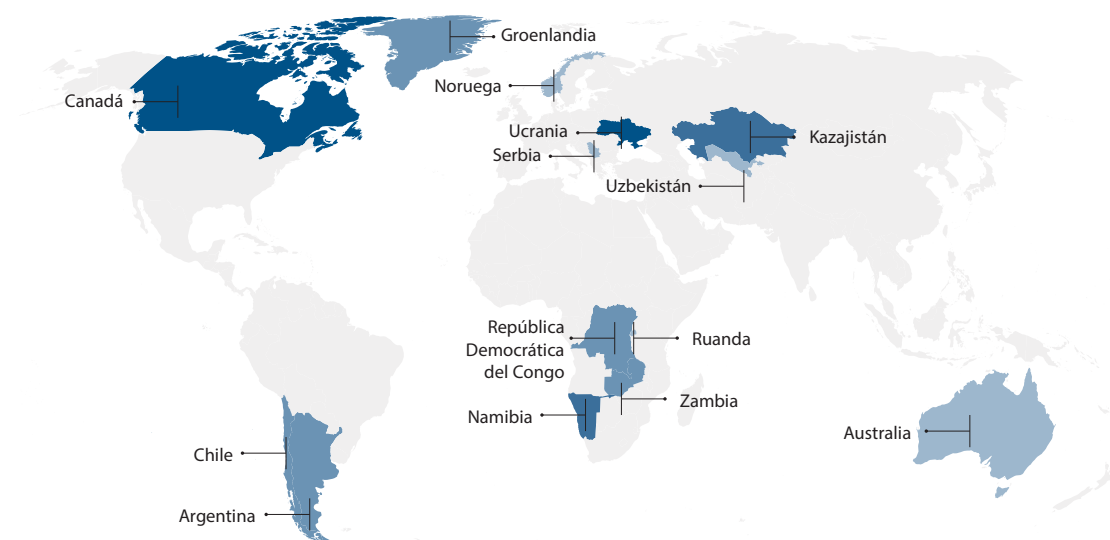 Groenlandia
Noruega
Canadá
Ucrania
Kazajistán
Serbia
Uzbekistán
República
Democrática
del Congo
Ruanda
Zambia
Namibia
Australia
Chile
Argentina